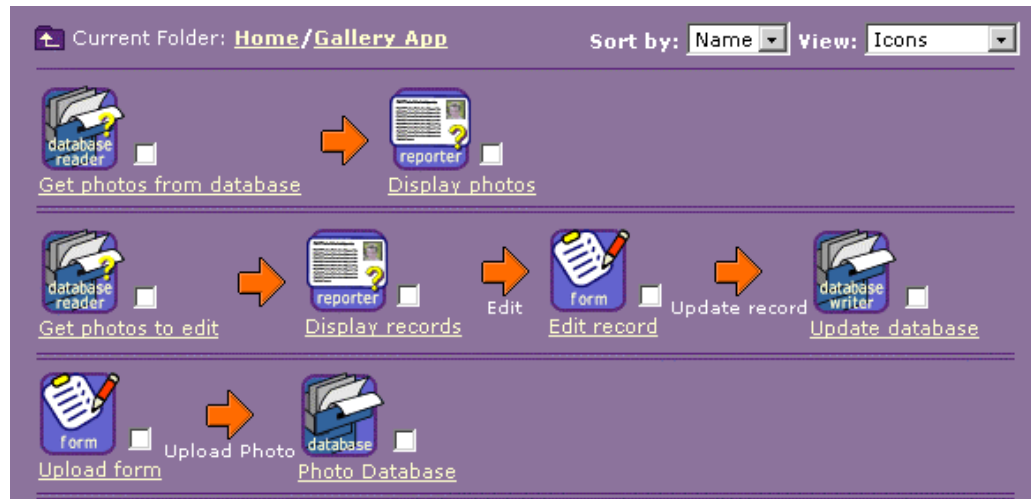 Current Folder: Home/Gallery App Sort by: Name View: Icons
database reader
reporter
Get photos from database Display photos
database reader
reporter
form
database writer
Edit
Update record
Get photos to edit Display records Edit record Update database
form
database
Upload Photo
Upload form Photo Database